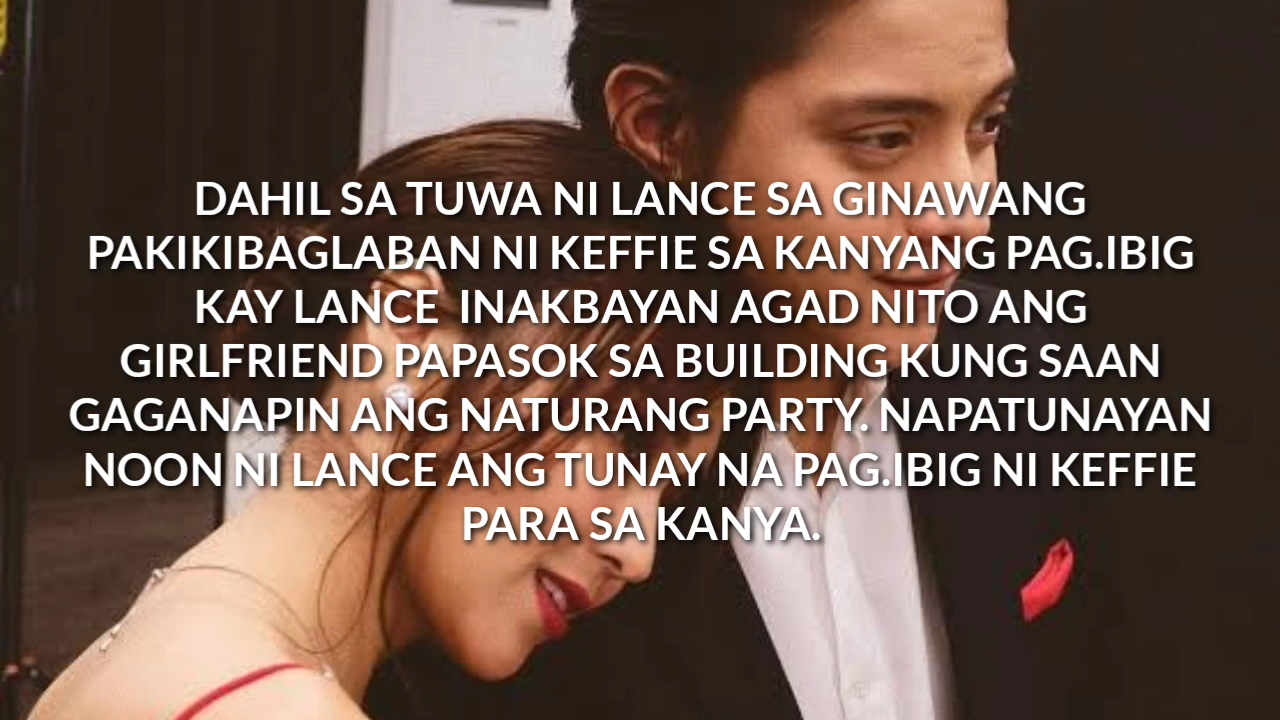 DAHIL SA TUWA NI LANCE SA GINAWANG
PAKIKIBAGLABAN NI KEFFIE SA KANYANG PAG.IBIG
KAY LANCE INAKBAYAN AGAD NITO ANG
GIRLFRIEND PAPASOK SA BUILDING KUNG SAAN
GAGANAPIN ANG NATURANG PARTY. NAPATUNAYAN
NOON NI LANCE ANG TUNAY NA PAG.IBIG NI KEFFIE
PARA SA KANYA.